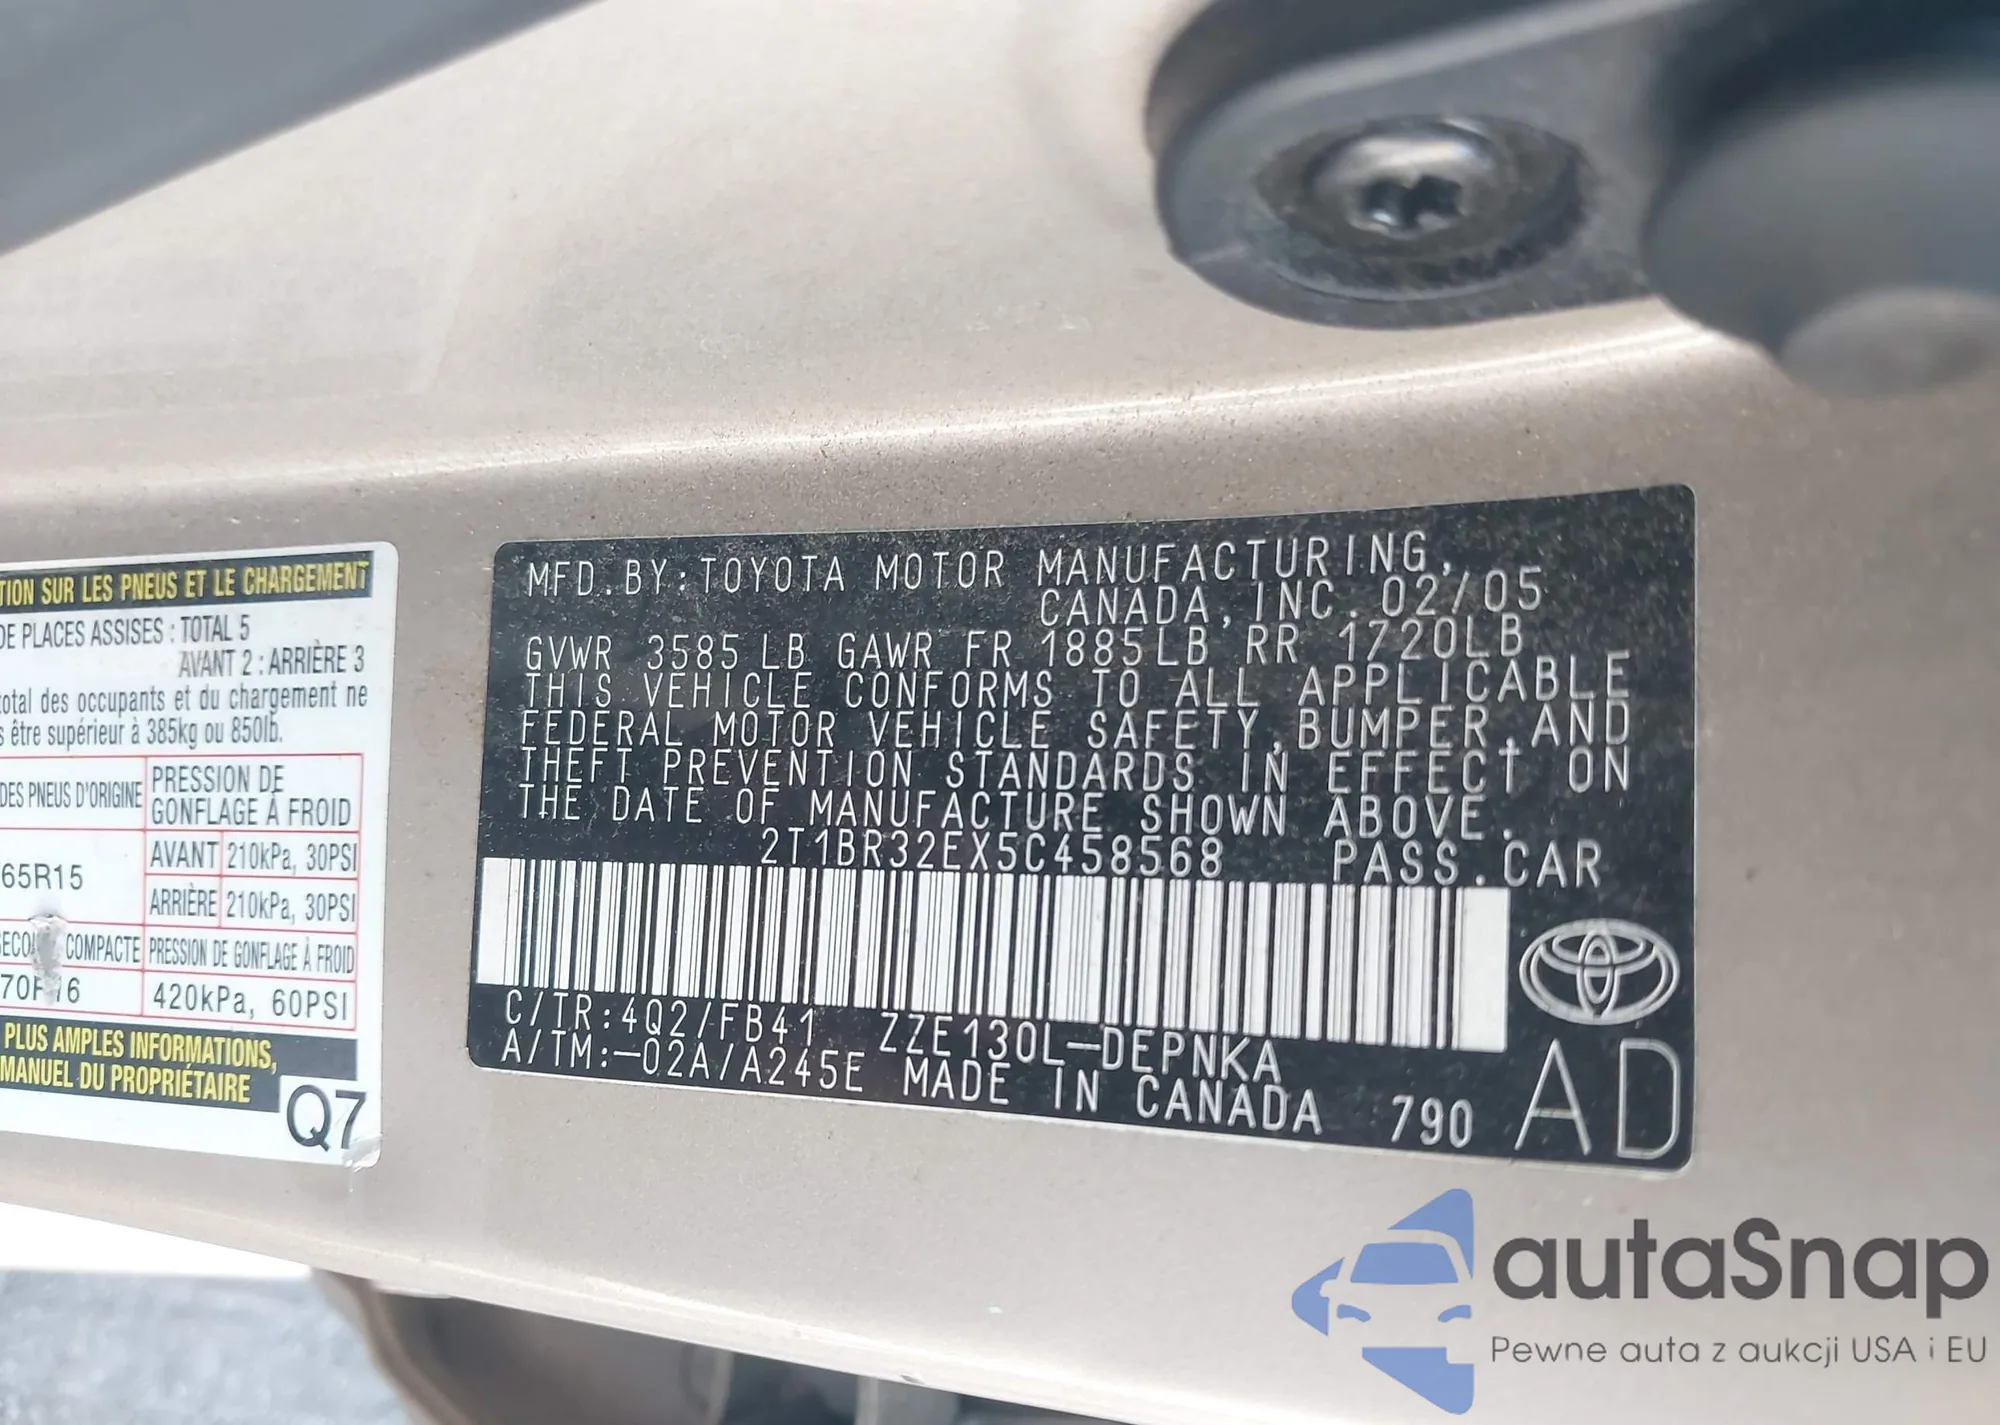 TION SUR LES PNEUS ET LE CHARGEMENT
DE PLACES ASSISES : TOTAL 5
AVANT 2 : ARRIÈRE 3
total des occupants et du chargement ne
s être supérieur à 385kg ou 850lb.
DES PNEUS D'ORIGINE
PRESSION DE
GONFLAGE À FROID
65R15
AVANT 210kPa, 30PSI
ARRIÈRE 210kPa, 30PSI
COMPACTE
PRESSION DE GONFLAGE À FROID
420kPa, 60PSI
PLUS AMPLES INFORMATIONS,
MANUEL DU PROPRIÉTAIRE
Q7
MFD.BY:TOYOTA MOTOR MANUFACTURING,
CANADA,INC. 02/05
GVWR 3585LB GAWR FR 1885LB RR 1720LB
THIS VEHICLE CONFORMS TO ALL APPLICABLE
FEDERAL MOTOR VEHICLE SAFETY,BUMPER,AND
THEFT PREVENTION STANDARDS IN EFFECT ON
THE DATE OF MANUFACTURE SHOWN ABOVE.
2T1BR32EX5C458568 PASS.CAR
C/TR:4Q2/FB41 ZZE130L-DEPNKA
A/TM:-02A/A245E MADE IN CANADA 790
AD
autaSnap
Pewne auta z aukcji USA i EU